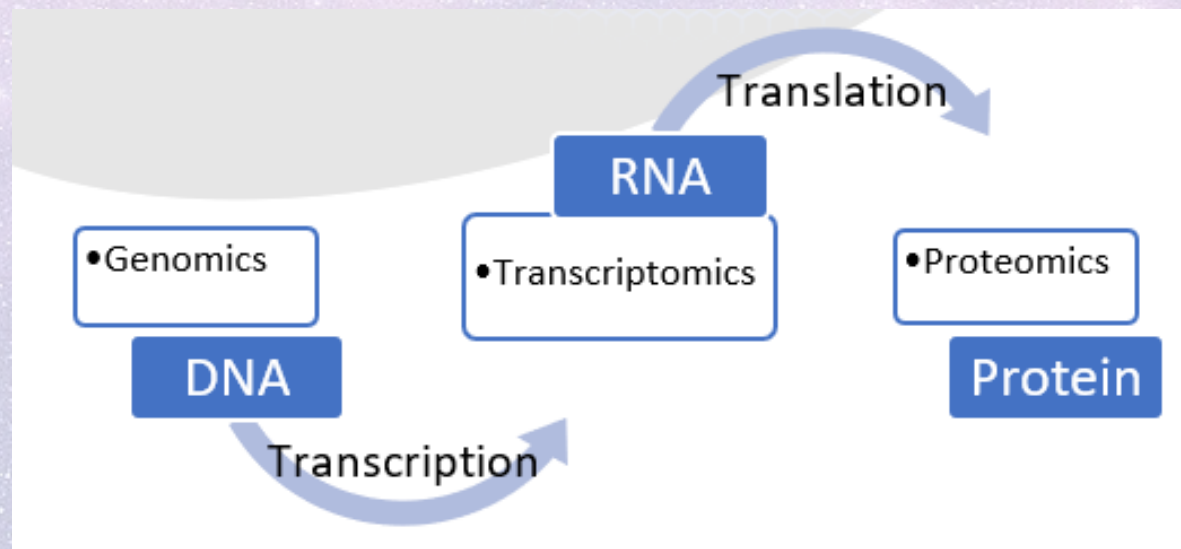 •Genomics
DNA
Transcription
RNA
•Transcriptomics
Translation
•Proteomics
Protein